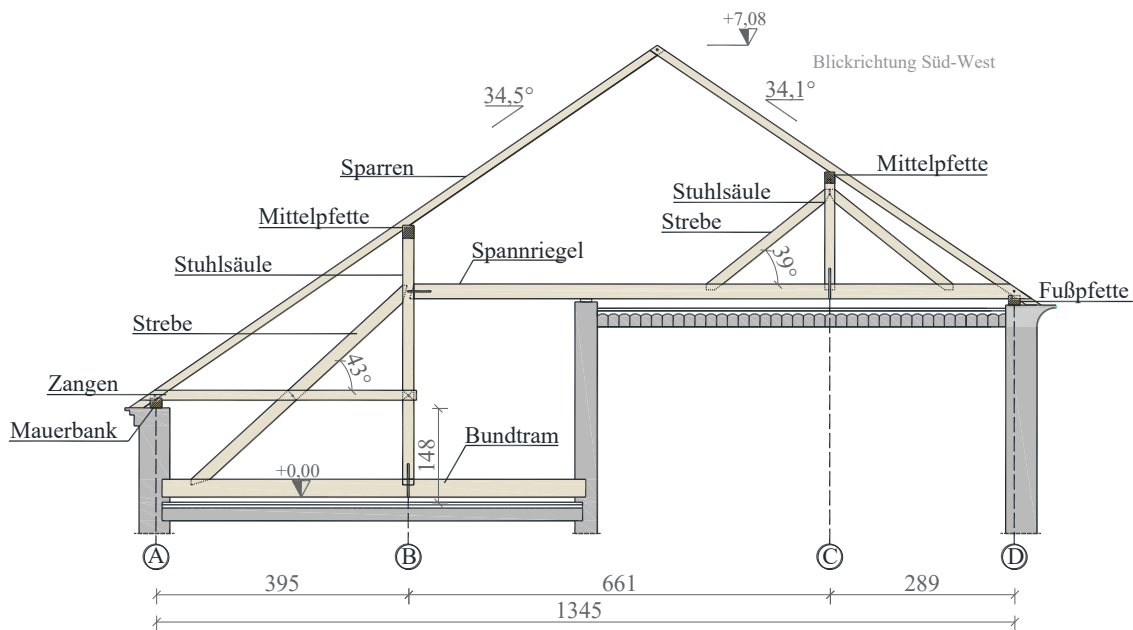 +7,08
Blickrichtung Süd-West
34,5°
34,1°
Sparren
Mittelpfette
Stuhlsäule
Mittelpfette
Strebe
Spannriegel
Stuhlsäule
39°
Fußpfette
Strebe
43°
Zangen
Mauerbank
Bundtram
148
+0,00
A
B
C
D
395
661
289
1345